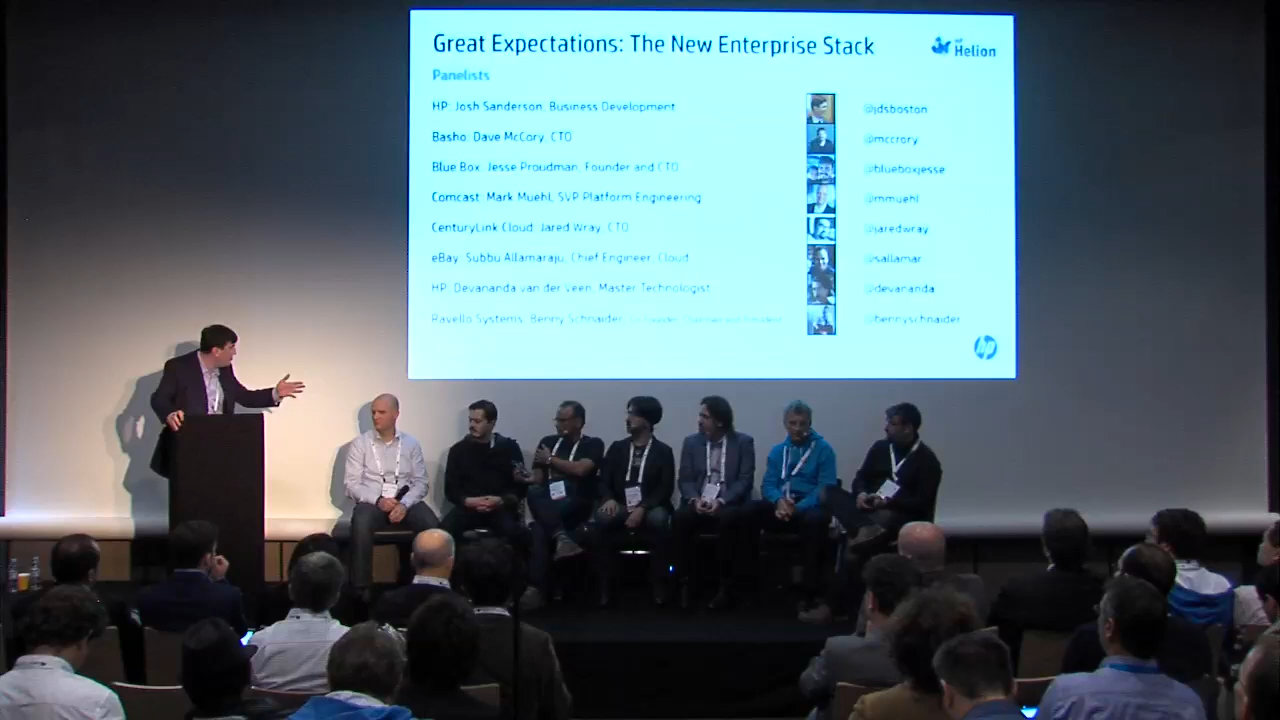 Great Expectations: The New Enterprise Stack
hp Helion
Panelists
HP: Josh Sanderson, Business Development @jdsboston
Basho: Dave McCory, CTO @mccrory
Blue Box: Jesse Proudman, Founder and CTO @blueboxjesse
Comcast: Mark Muehl, SVP Platform Engineering @mmuehl
CenturyLink Cloud: Jared Wray, CTO @jaredwray
eBay: Subbu Allamaraju, Chief Engineer, Cloud @sallamar
HP: Devananda van der Veen, Master Technologist @devananda
Ravello Systems: Benny Schnaider, @bennyschnaider
hp